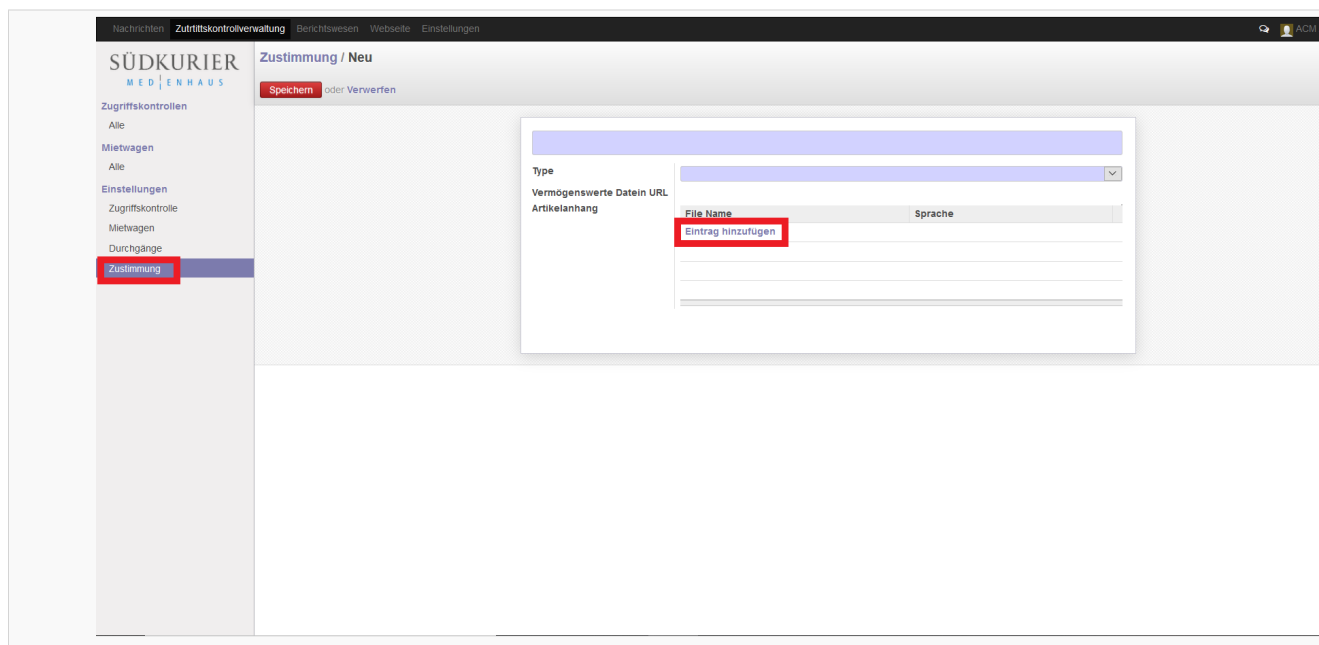 Nachrichten Zutrtittskontrollverwaltung Berichtswesen Webseite Einstellungen ACM
SÜDKURIER
MEDIENHAUS
Zustimmung / Neu
Speichern oder Verwerfen
Zugriffskontrollen
Alle
Mietwagen
Alle
Einstellungen
Zugriffskontrolle
Mietwagen
Durchgänge
Zustimmung
Type
Vermögenswerte Datein URL
Artikelanhang
File Name Sprache
Eintrag hinzufügen